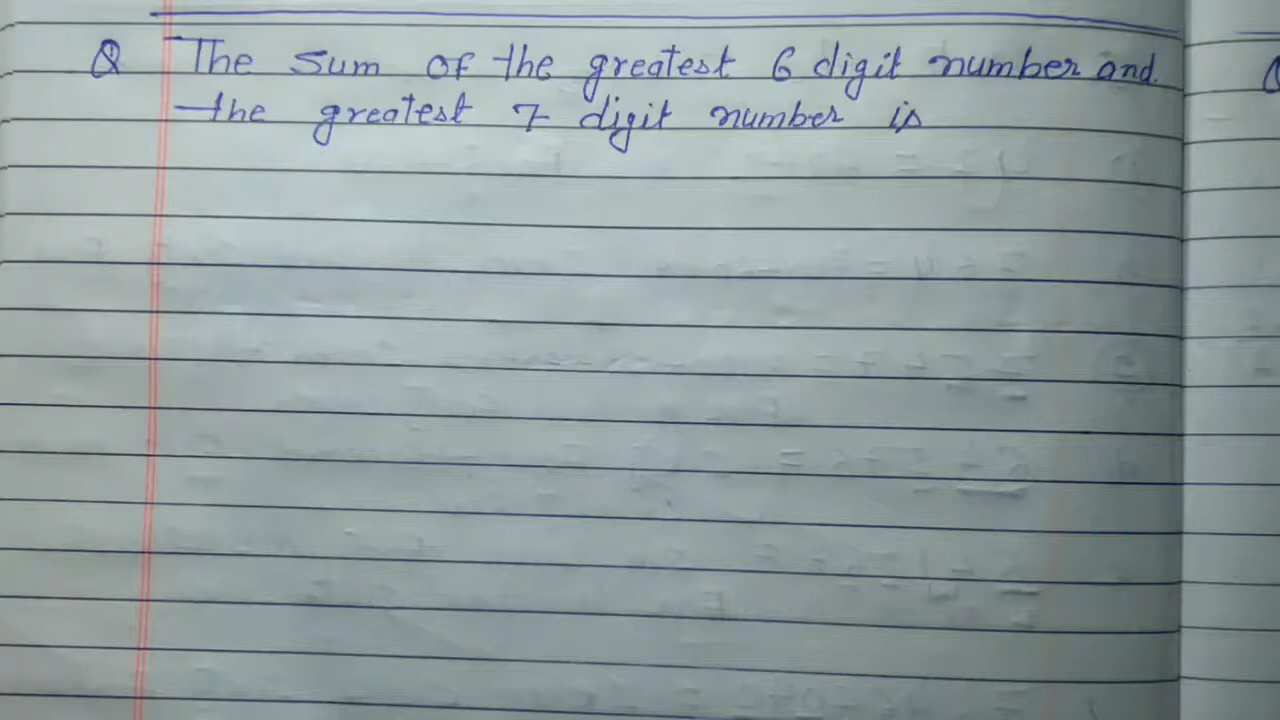 Q The sum of the greatest 6 digit number and
the greatest 7 digit number is